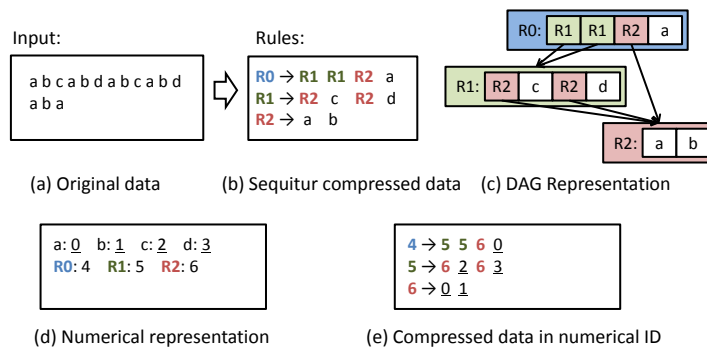 Input:
a b c a b d a b c a b d
a b a
Rules:
R0 → R1 R1 R2 a
R1 → R2 c R2 d
R2 → a b
R0: R1 R1 R2 a
R1: R2 c R2 d
R2: a b
(a) Original data
(b) Sequitur compressed data
(c) DAG Representation
a: 0 b: 1 c: 2 d: 3
R0: 4 R1: 5 R2: 6
4 → 5 5 6 0
5 → 6 2 6 3
6 → 0 1
(d) Numerical representation
(e) Compressed data in numerical ID